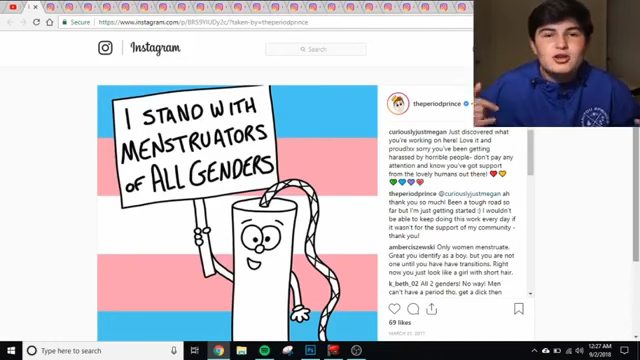 Secure
https://www.instagram.com/p/BR59YIUDy2c/?taken-by=theperiodprince
Instagram
Search
I STAND WITH
MENSTRUATORS
OF ALL GENDERS
theperiodprince
curiouslyjustmegan Just discovered what
you're working on here! Love it and
proud!xx sorry you've been getting
harassed by horrible people- don't pay any
attention and know you've got support
from the lovely humans out there!
theperiodprince @curiouslyjustmegan ah
thank you so much! Been a tough road so
far but I'm just getting started :) I wouldn't
be able to keep doing this work every day if
it wasn't for the support of my community -
thank you!
amberciszewski Only women menstruate.
Great you identify as a boy, but you are not
one until you have have transitions. Right
now you just look like a girl with short hair.
k_beth_02 All 2 genders! No way! Men
can't have a period tho, get a dick then
69 likes
MARCH 21, 2017
Type here to search
12:27 AM
9/2/2018